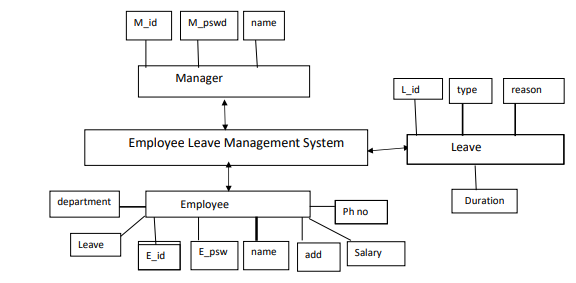 M_id
M_pswd
name
Manager
L_id
type
reason
Employee Leave Management System
Leave
department
Employee
Ph no
Duration
Leave
E_id
E_psw
name
add
Salary